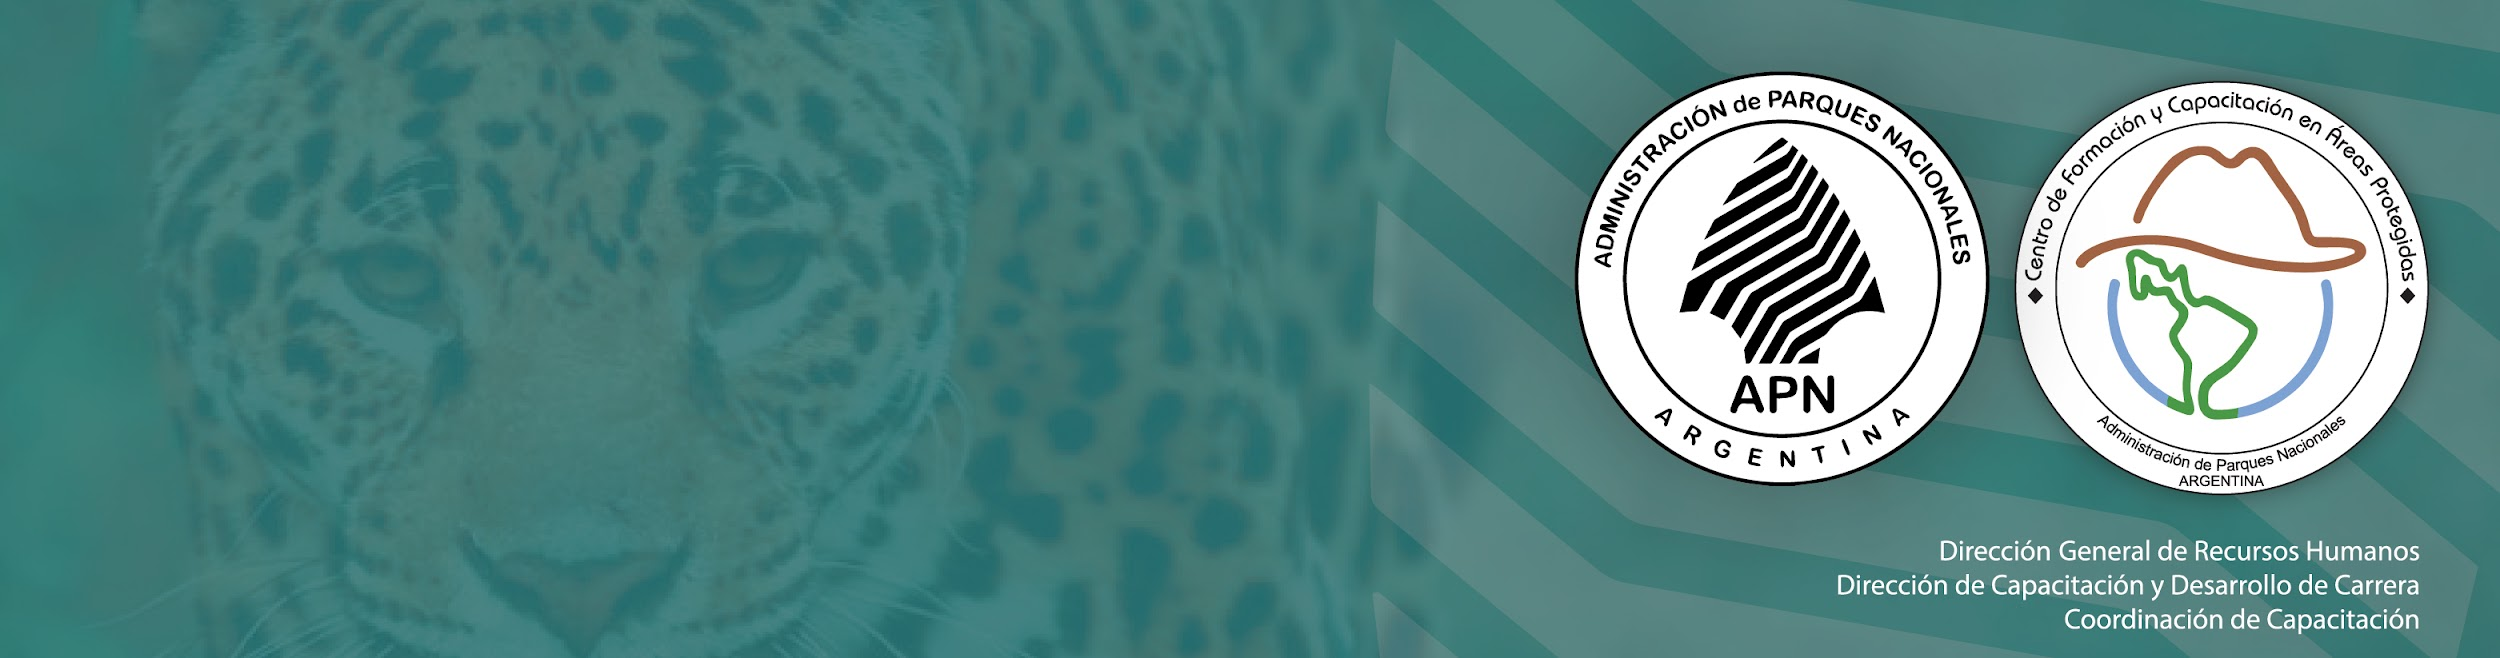 ADMINISTRACIÓN de PARQUES NACIONALES
APN
ARGENTINA
Centro de Formación y Capacitación en Áreas Protegidas
Administración de Parques Nacionales
ARGENTINA
Dirección General de Recursos Humanos
Dirección de Capacitación y Desarrollo de Carrera
Coordinación de Capacitación